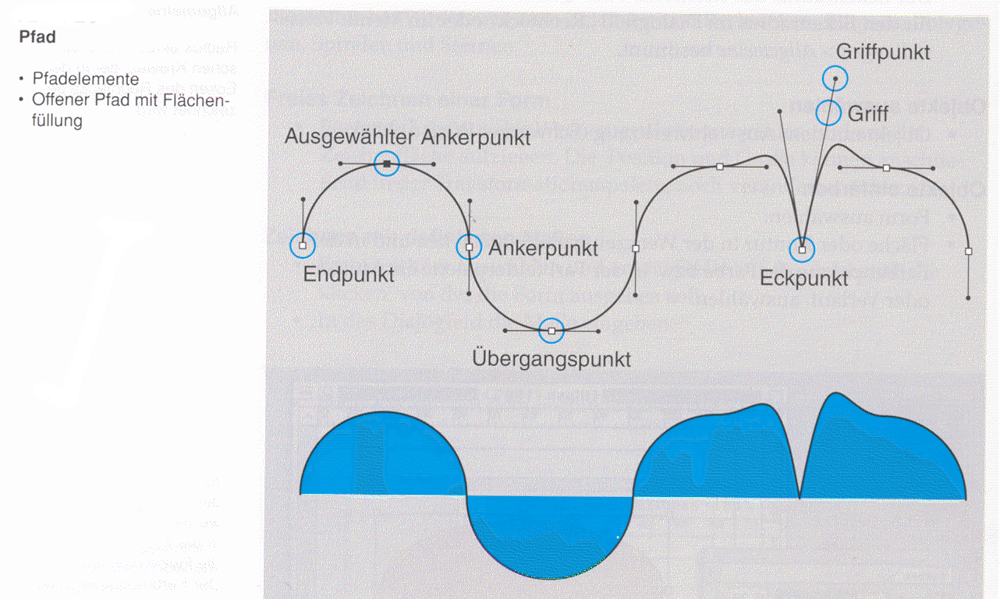 Pfad
• Pfadelemente
• Offener Pfad mit Flächen-
füllung
Griffpunkt
Griff
Ausgewählter Ankerpunkt
Ankerpunkt
Endpunkt
Eckpunkt
Übergangspunkt